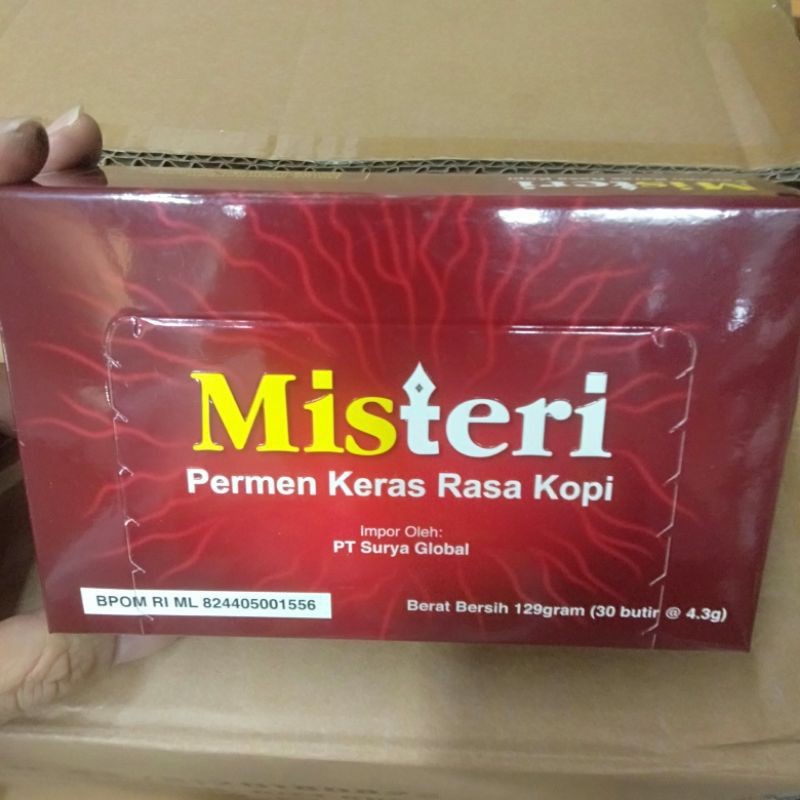 Misteri
Misteri
Permen Keras Rasa Kopi
Impor Oleh:
PT Surya Global
BPOM RI ML 824405001556
Berat Bersih 129gram (30 butir @ 4.3g)